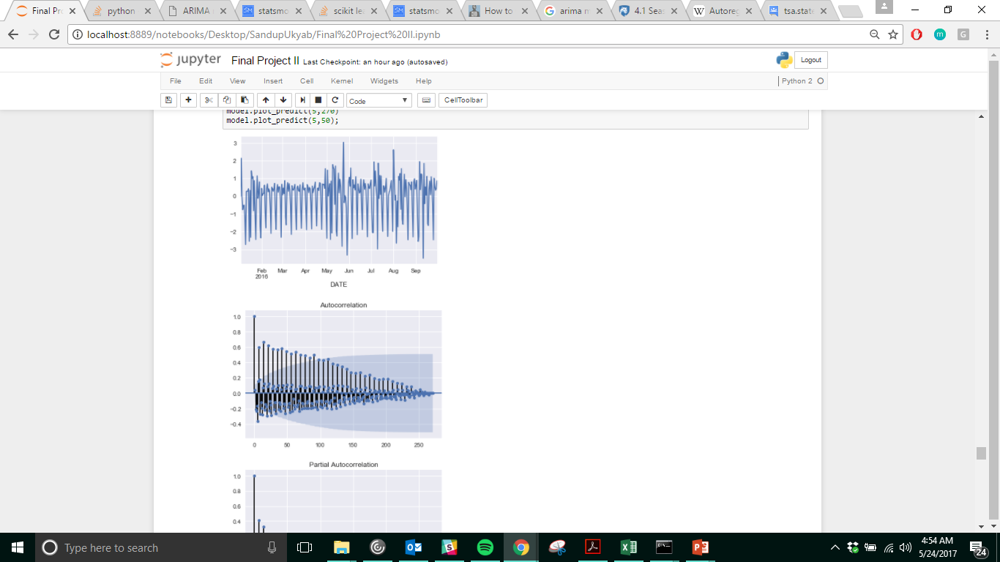 Final Pr python ARIMA statsmo scikit le statsmo How to arima m 4.1 Seas Autoreg tsa.state
localhost:8889/notebooks/Desktop/SandupUkyab/Final%20Project%20II.ipynb
jupyter Final Project II Last Checkpoint: an hour ago (autosaved) Logout
File Edit View Insert Cell Kernel Widgets Help Python 2
Code CellToolbar
model.plot_predict(5,270)
model.plot_predict(5,50);
3
2
1
0
−1
−2
−3
Feb Mar Apr May Jun Jul Aug Sep
2016
DATE
Autocorrelation
1.0
0.8
0.6
0.4
0.2
0.0
−0.2
−0.4
0 50 100 150 200 250
Partial Autocorrelation
1.0
0.8
0.6
0.4
Type here to search
4:54 AM
5/24/2017
24